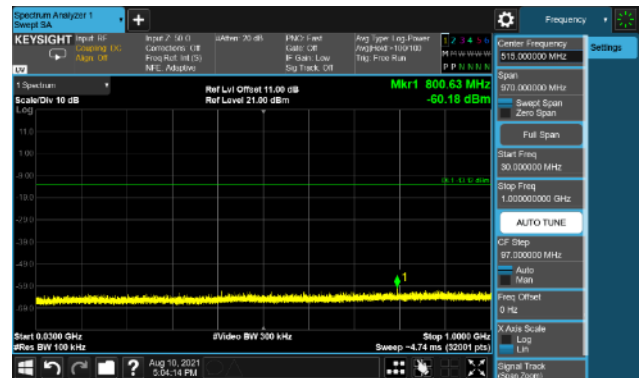 Spectrum Analyzer 1
Swept SA
+
Frequency
KEYSIGHT
Input: RF
Coupling: DC
Align: Off
Input Z: 50 Ω
Corrections: Off
Freq Ref: Int (S)
NFE: Adaptive
#Atten: 20 dB
PNO: Fast
Gate: Off
IF Gain: Low
Sig Track: Off
Avg Type: Log-Power
Avg|Hold:>100/100
Trig: Free Run
1 2 3 4 5 6
M W W W W W
P P N N N N
1 Spectrum
Scale/Div 10 dB
Log
Ref Lvl Offset 11.00 dB
Ref Level 21.00 dBm
Mkr1 800.63 MHz
-60.18 dBm
11.0
1.00
-9.00
-19.0
-29.0
-39.0
-49.0
-59.0
-69.0
1
Start 0.0300 GHz
#Res BW 100 kHz
#Video BW 300 kHz
Stop 1.0000 GHz
Sweep ~4.74 ms (32001 pts)
Aug 10, 2021
5:04:14 PM
?
Center Frequency
515.000000 MHz
Settings
Span
970.000000 MHz
Swept Span
Zero Span
Full Span
Start Freq
30.000000 MHz
Stop Freq
1.000000000 GHz
AUTO TUNE
CF Step
97.000000 MHz
Auto
Man
Freq Offset
0 Hz
X Axis Scale
Log
Lin
Signal Track
(Span Zoom)